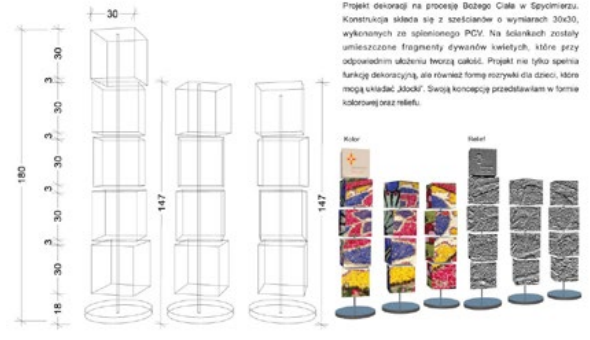 Projekt dekoracji na procesję Bożego Ciała w Spycimierzu.
Konstrukcja składa się z sześcianów o wymiarach 30x30,
wykonanych ze spienionego PCV. Na ściankach zostały
umieszczone fragmenty dywanów kwietych, które przy
odpowiednim ułożeniu tworzą całość. Projekt nie tylko spełnia
funkcję dekoracyjną, ale również formę rozrywki dla dzieci, które
mogą układać „klocki". Swoją koncepcję przedstawiłam w formie
kolorowej oraz reliefu.
Kolor
Relief
30
30
3
30
3
30
3
30
3
30
18
180
147
147